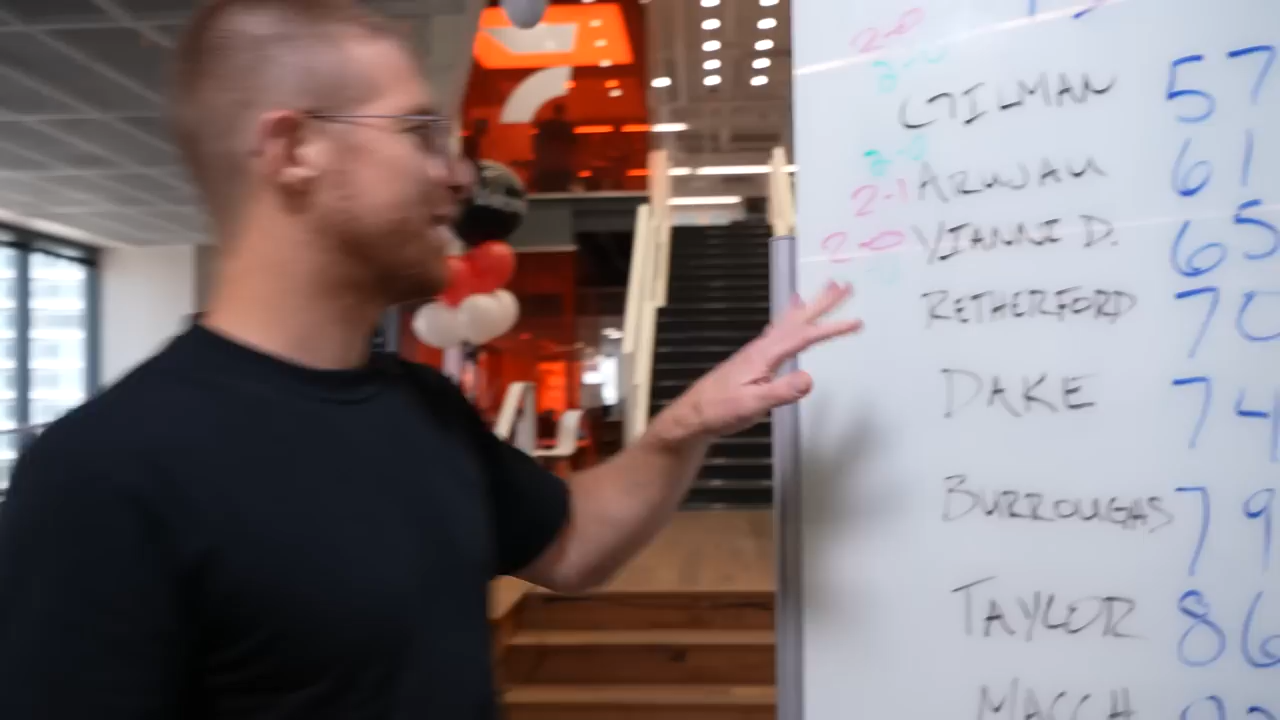 2-0
GILMAN 57
ARUJAU 61
2-1
YIANNI D. 65
2-0
RETHERFORD 70
DAKE 74
BURROUGHS 79
TAYLOR 86